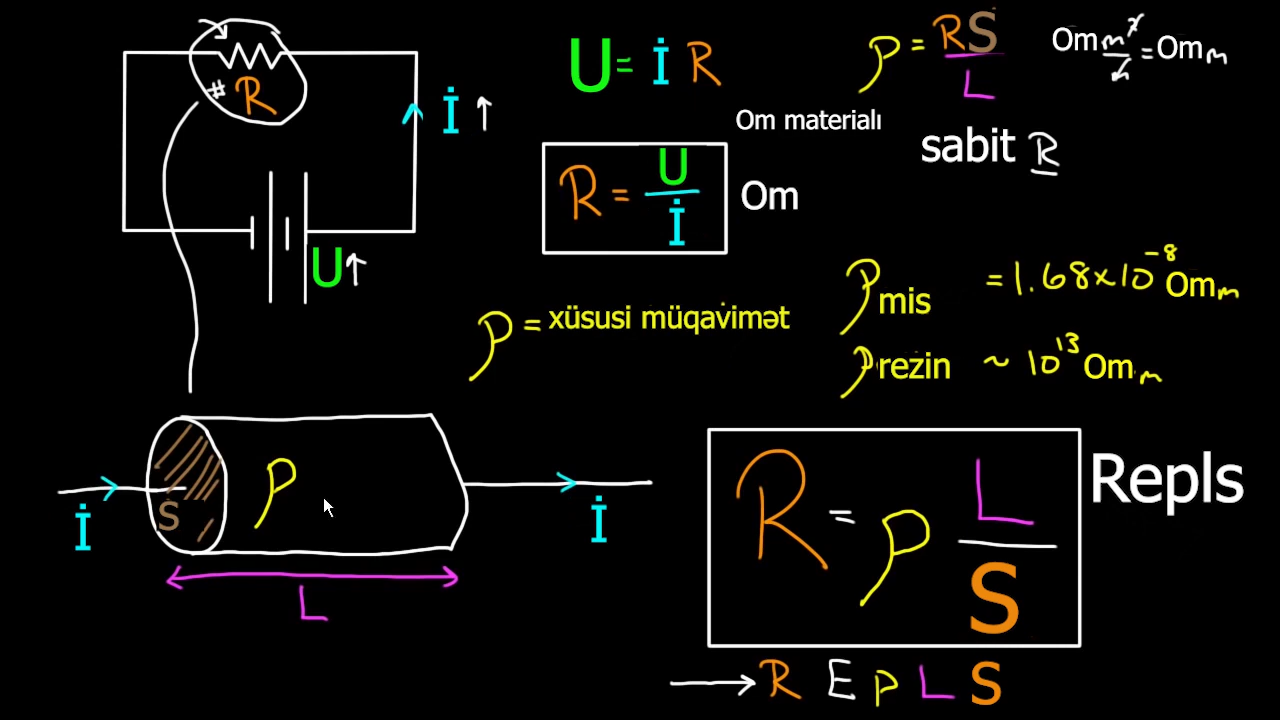 # R
İ ↑
U ↑
U = İ R
Om materialı
R = U / İ Om
ρ = RS / L
Om m² / m = Om m
sabit R
ρ = xüsusi müqavimət
ρ mis = 1.68 × 10⁻⁸ Om m
ρ rezin ~ 10¹³ Om m
İ
S
ρ
İ
L
R = ρ L / S
Repls
→ R E ρ L S